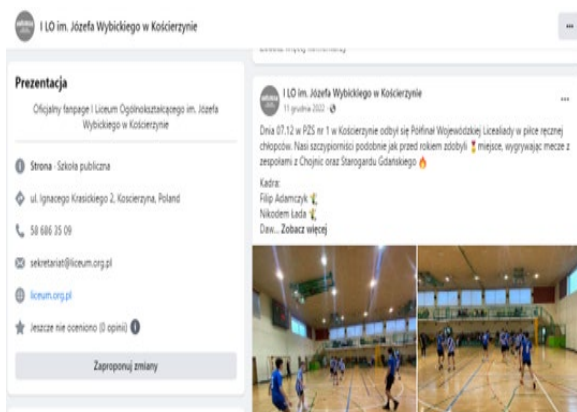 I LO im. Józefa Wybickiego w Kościerzynie
Prezentacja
Oficjalny fanpage I Liceum Ogólnokształcącego im. Józefa
Wybickiego w Kościerzynie
Strona · Szkoła publiczna
ul. Ignacego Krasickiego 2, Koscierzyna, Poland
58 686 35 09
sekretariat@liceum.org.pl
liceum.org.pl
Jeszcze nie oceniono (0 opinii)
Zaproponuj zmiany
I LO im. Józefa Wybickiego w Kościerzynie
11 grudnia 2022 ·
Dnia 07.12 w PZS nr 1 w Kościerzynie odbył się Półfinał Wojewódzkiej Licealiady w piłce ręcznej
chłopców. Nasi szczypiorniści podobnie jak przed rokiem zdobyli 🥇 miejsce, wygrywając mecze z
zespołami z Chojnic oraz Starogardu Gdańskiego 🔥
Kadra:
Filip Adamczyk 🤾
Nikodem Łada 🤾
Daw... Zobacz więcej